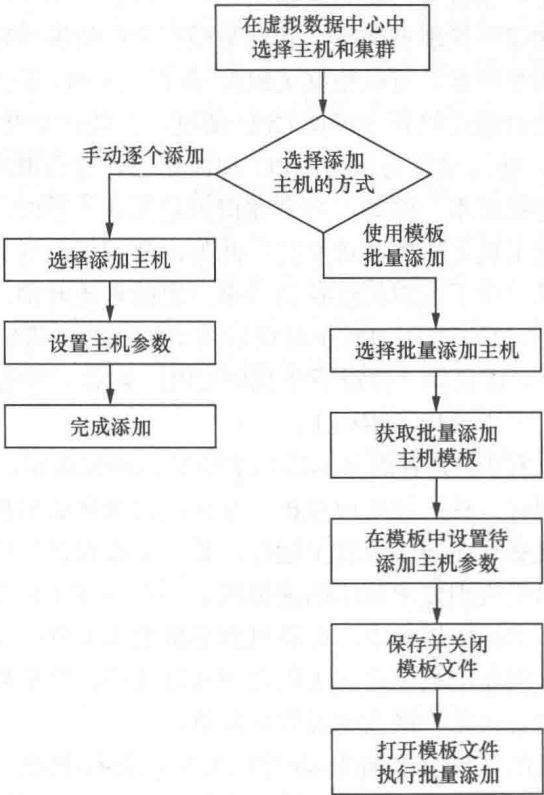 在虚拟数据中心中
选择主机和集群
手动逐个添加
选择添加
主机的方式
使用模板
批量添加
选择添加主机
设置主机参数
完成添加
选择批量添加主机
获取批量添加
主机模板
在模板中设置待
添加主机参数
保存并关闭
模板文件
打开模板文件
执行批量添加